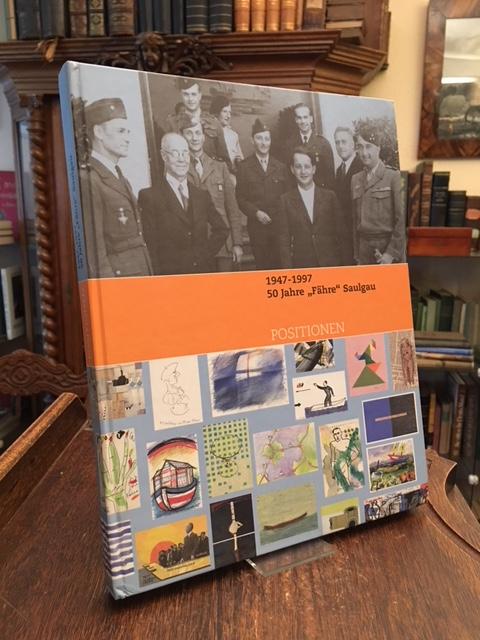 1947-1997
50 Jahre „Fähre“ Saulgau
POSITIONEN